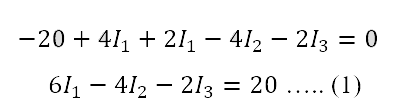 −20 + 4I₁ + 2I₁ − 4I₂ − 2I₃ = 0
6I₁ − 4I₂ − 2I₃ = 20 ….. (1)